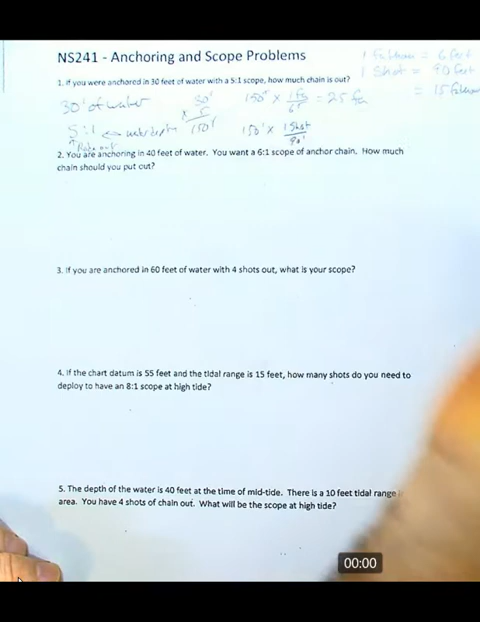 NS241 - Anchoring and Scope Problems
1 Fathom = 6 feet
1 Shot = 90 feet
= 15 fathoms
1. If you were anchored in 30 feet of water with a 5:1 scope, how much chain is out?
30' of water
30'
x 5
150'
150' x 1 fa / 6' = 25 fa
5:1 ← water depth
150' x 1 Shot / 90'
2. You are anchoring in 40 feet of water. You want a 6:1 scope of anchor chain. How much
chain should you put out?
3. If you are anchored in 60 feet of water with 4 shots out, what is your scope?
4. If the chart datum is 55 feet and the tidal range is 15 feet, how many shots do you need to
deploy to have an 8:1 scope at high tide?
5. The depth of the water is 40 feet at the time of mid-tide. There is a 10 feet tidal range
area. You have 4 shots of chain out. What will be the scope at high tide?
00:00